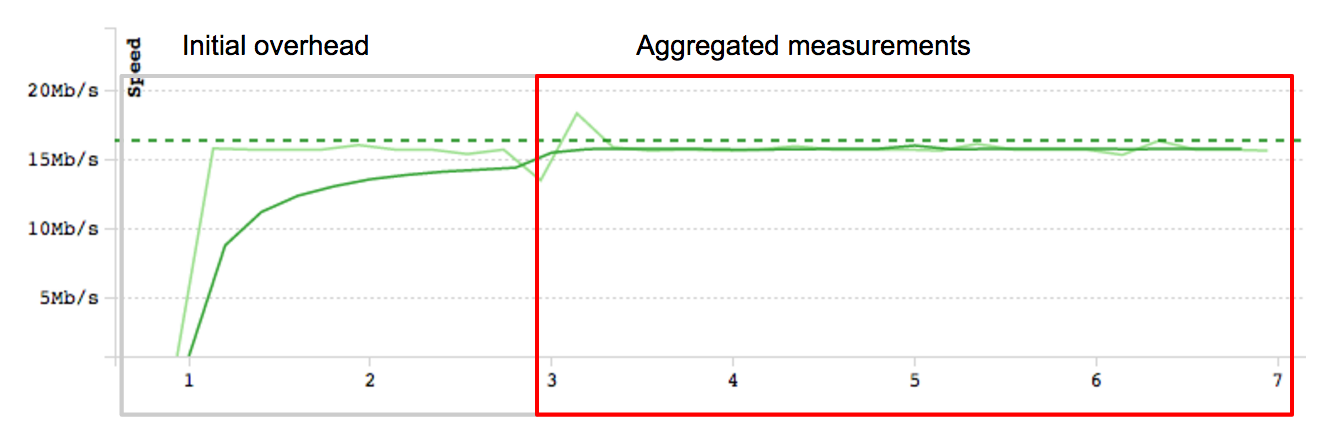 Initial overhead
Aggregated measurements
Speed
20Mb/s
15Mb/s
10Mb/s
5Mb/s
1 2 3 4 5 6 7